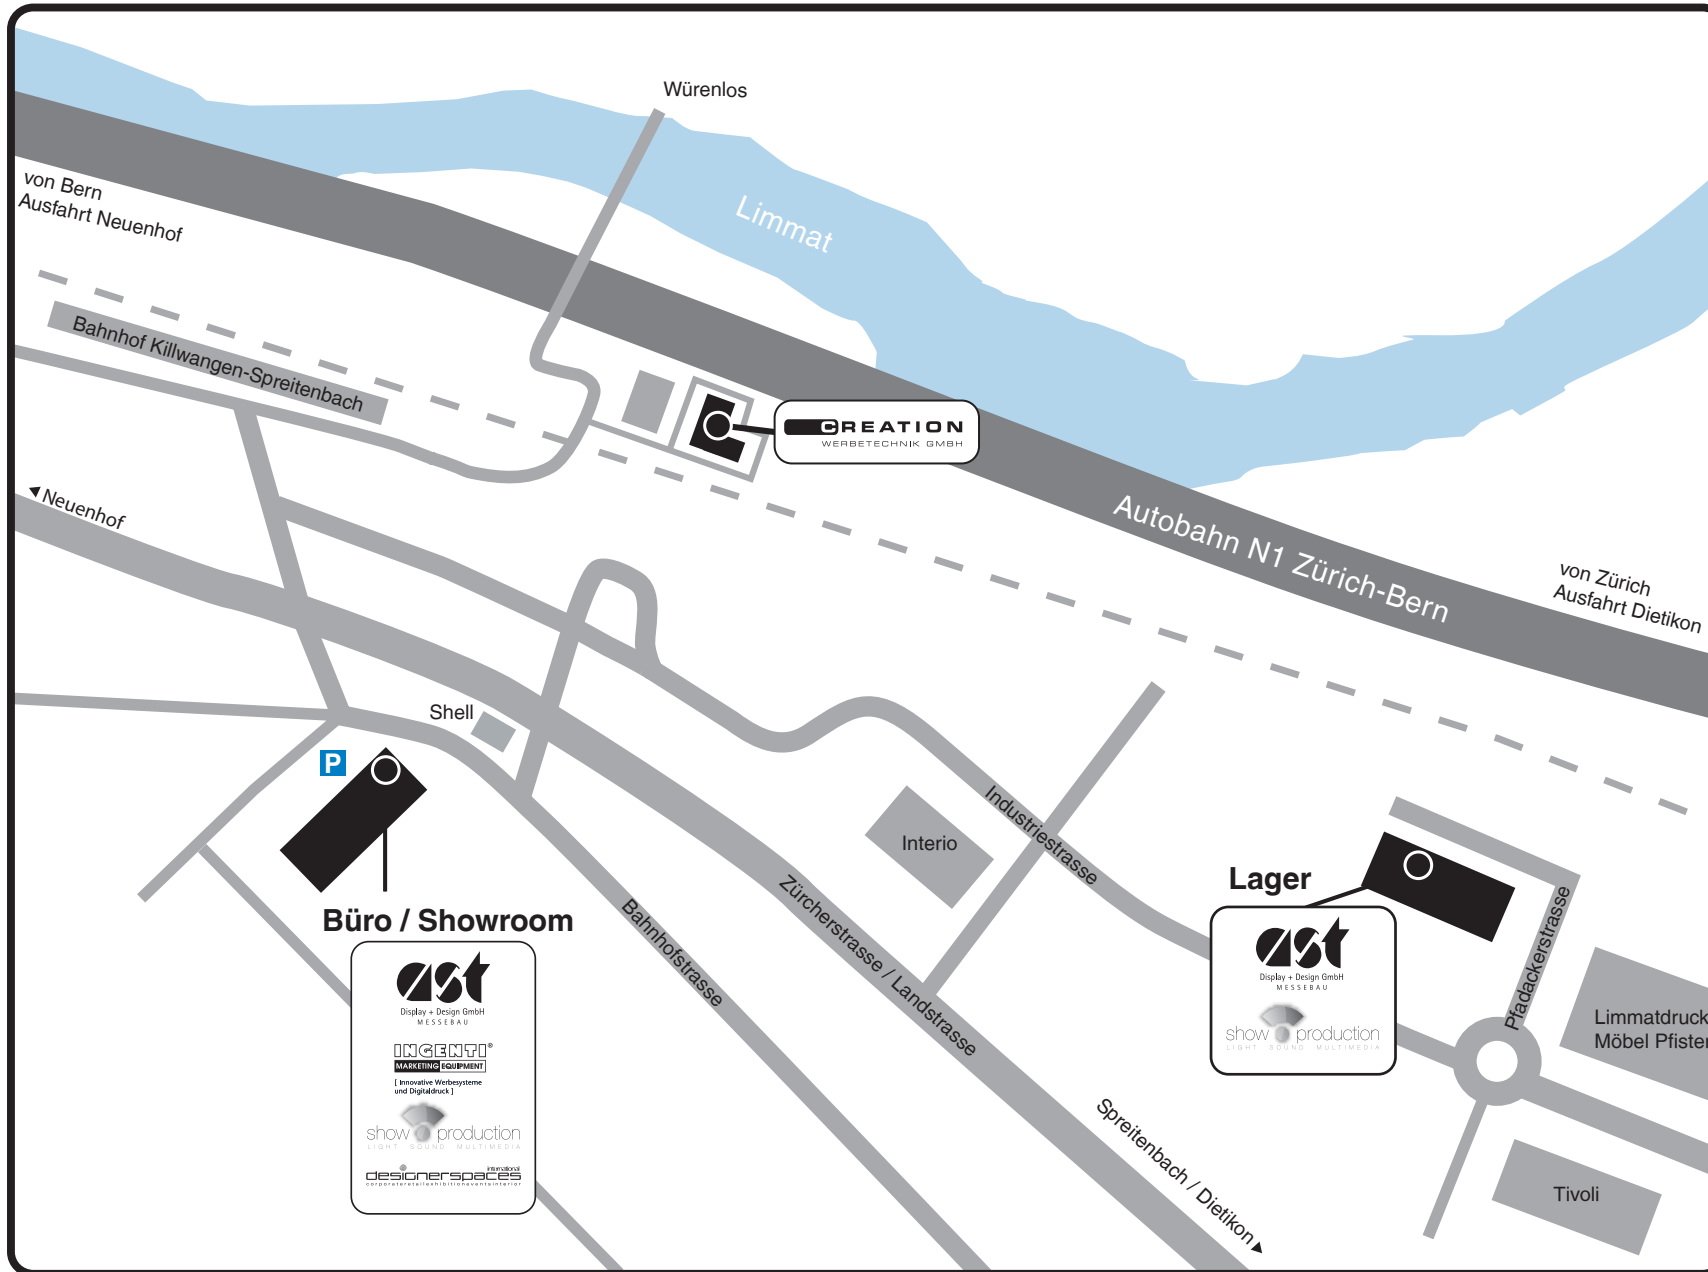 Würenlos
Limmat
von Bern
Ausfahrt Neuenhof
Bahnhof Killwangen-Spreitenbach
CREATION
WERBETECHNIK GMBH
Neuenhof
Autobahn N1 Zürich-Bern
von Zürich
Ausfahrt Dietikon
Shell
P
Interio
Industriestrasse
Lager
ast
Display + Design GmbH
MESSEBAU
show production
LIGHT SOUND MULTIMEDIA
Pfadackerstrasse
Limmatdruck
Möbel Pfister
Tivoli
Büro / Showroom
ast
Display + Design GmbH
MESSEBAU
INGENTI®
MARKETING EQUIPMENT
[ Innovative Werbesysteme
und Digitaldruck ]
show production
LIGHT SOUND MULTIMEDIA
international
designerspaces
corporateretailexhibitioneventsinterior
Bahnhofstrasse
Zürcherstrasse / Landstrasse
Spreitenbach / Dietikon